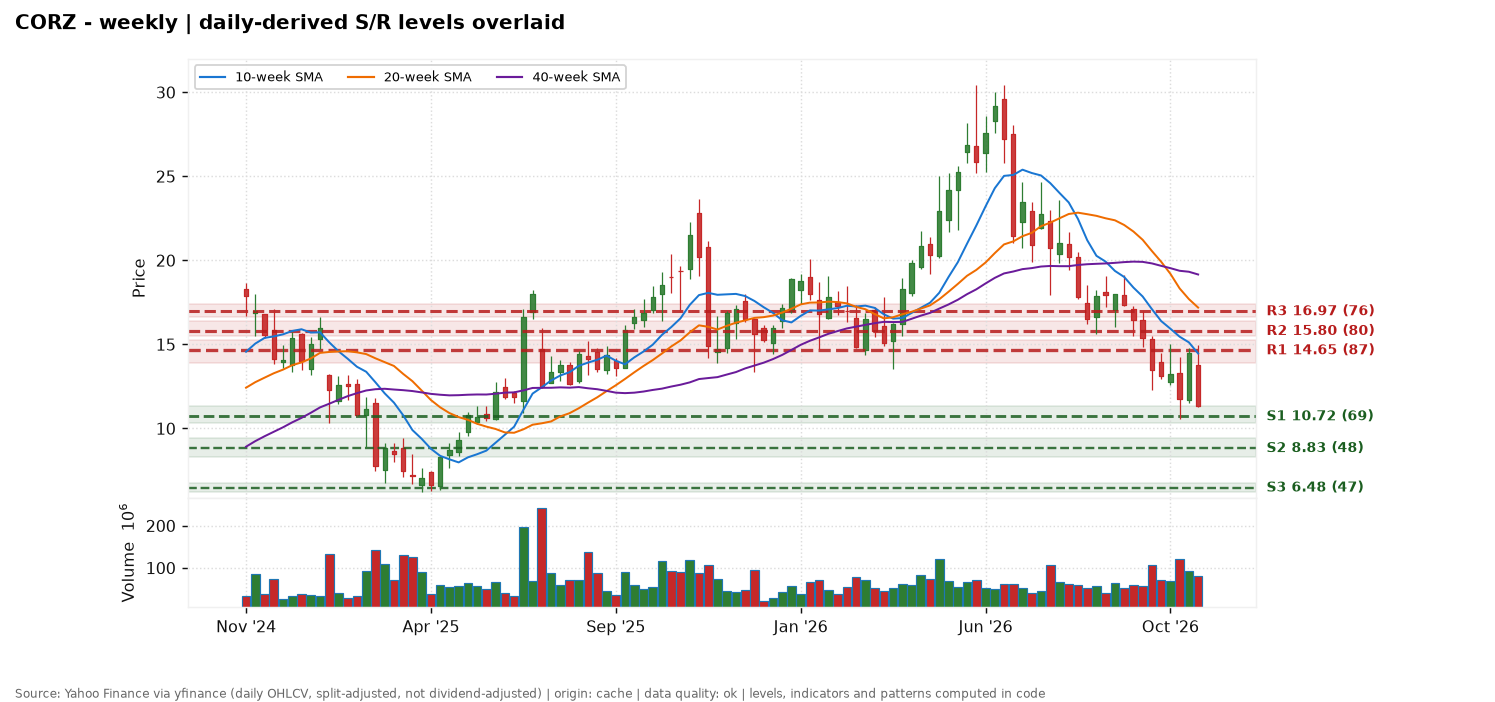 CORZ - weekly | daily-derived S/R levels overlaid
10-week SMA
20-week SMA
40-week SMA
Price
30
25
20
15
10
R3 16.97 (76)
R2 15.80 (80)
R1 14.65 (87)
S1 10.72 (69)
S2 8.83 (48)
S3 6.48 (47)
Volume 10⁶
200
100
Nov '24
Apr '25
Sep '25
Jan '26
Jun '26
Oct '26
Source: Yahoo Finance via yfinance (daily OHLCV, split-adjusted, not dividend-adjusted) | origin: cache | data quality: ok | levels, indicators and patterns computed in code